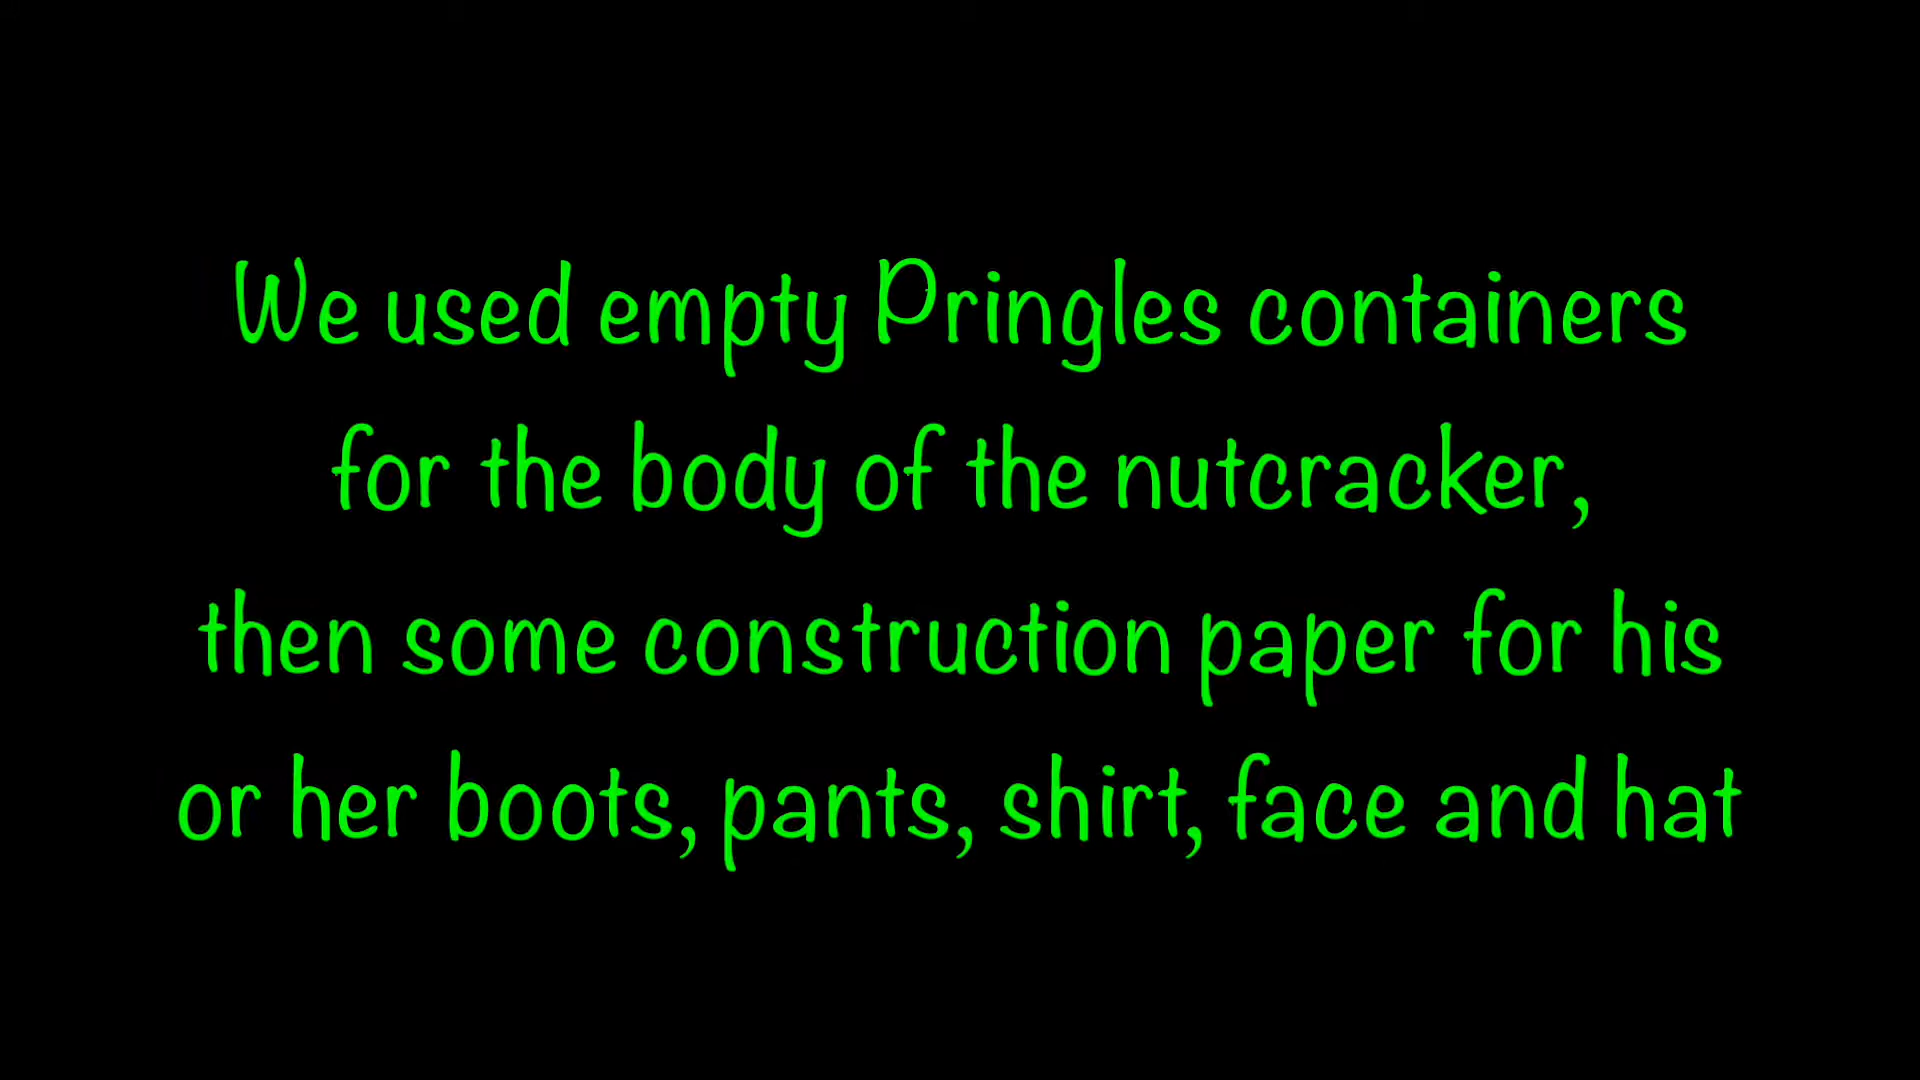 We used empty Pringles containers
for the body of the nutcracker,
then some construction paper for his
or her boots, pants, shirt, face and hat